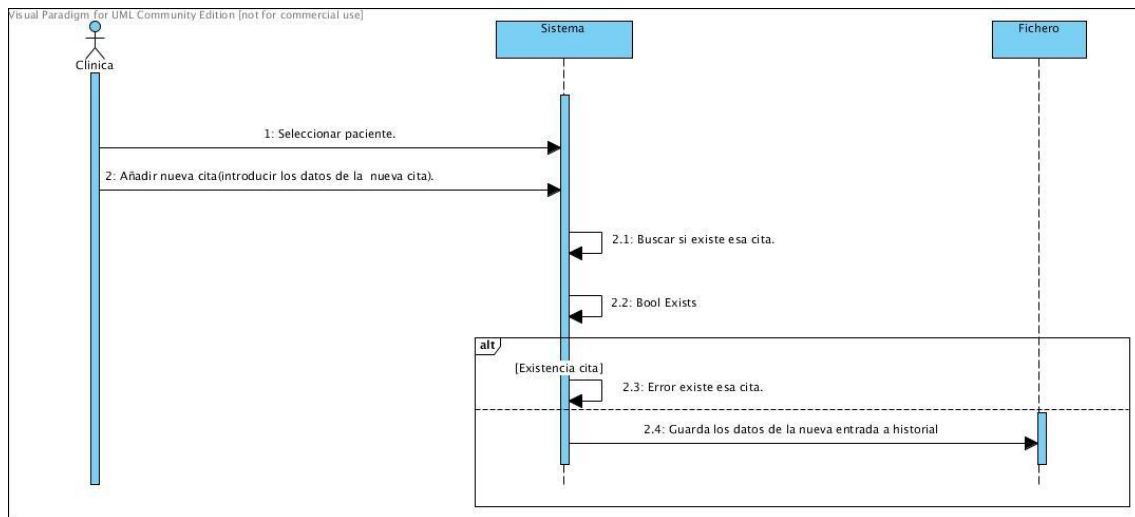 Visual Paradigm for UML Community Edition [not for commercial use]
Clinica
Sistema
Fichero
1: Seleccionar paciente.
2: Añadir nueva cita(introducir los datos de la nueva cita).
2.1: Buscar si existe esa cita.
2.2: Bool Exists
alt
[Existencia cita]
2.3: Error existe esa cita.
2.4: Guarda los datos de la nueva entrada a historial